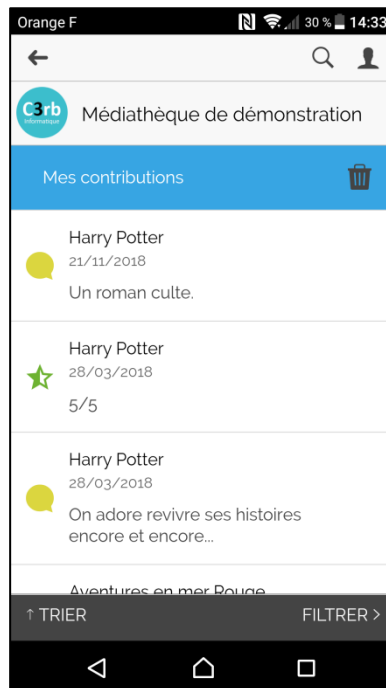 Orange F 30 % 14:33
C3rb
Informatique
Médiathèque de démonstration
Mes contributions
Harry Potter
21/11/2018
Un roman culte.
Harry Potter
28/03/2018
5/5
Harry Potter
28/03/2018
On adore revivre ses histoires
encore et encore...
Aventures en mer Rouge
↑ TRIER FILTRER >